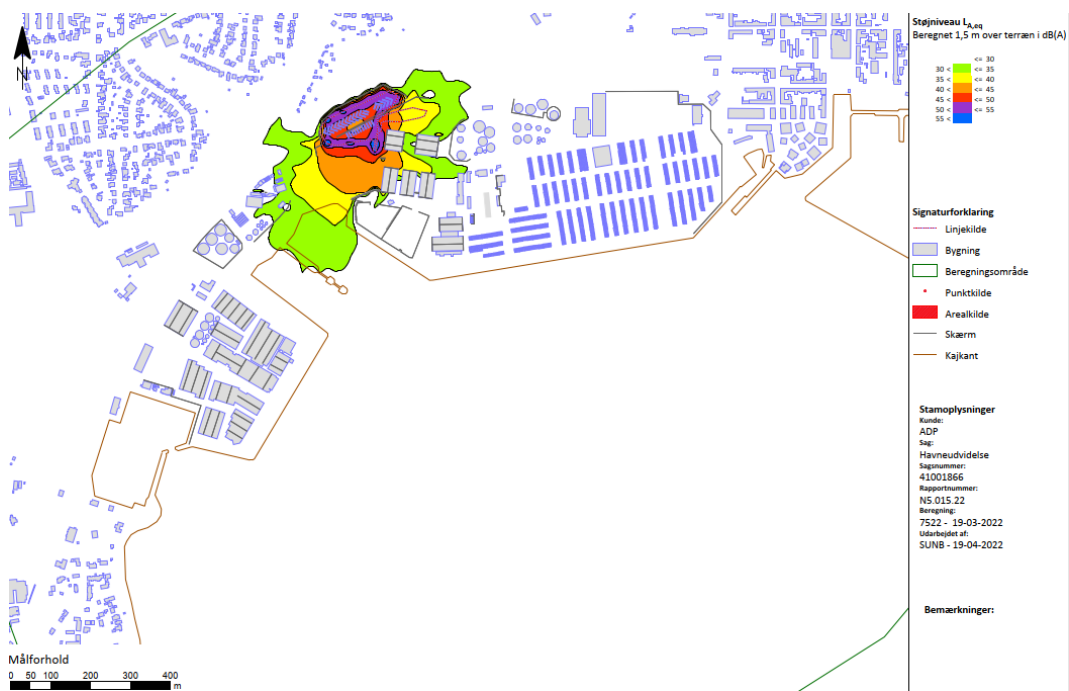 N
Målforhold
0 50 100 200 300 400
m
Støjniveau LA,eq
Beregnet 1,5 m over terræn i dB(A)
<= 30
30 < <= 35
35 < <= 40
40 < <= 45
45 < <= 50
50 < <= 55
55 <
Signaturforklaring
Linjekilde
Bygning
Beregningsområde
Punktkilde
Arealkilde
Skærm
Kajkant
Stamoplysninger
Kunde:
ADP
Sag:
Havneudvidelse
Sagsnummer:
41001866
Rapportnummer:
N5.015.22
Beregning:
7522 - 19-03-2022
Udarbejdet af:
SUNB - 19-04-2022
Bemærkninger: